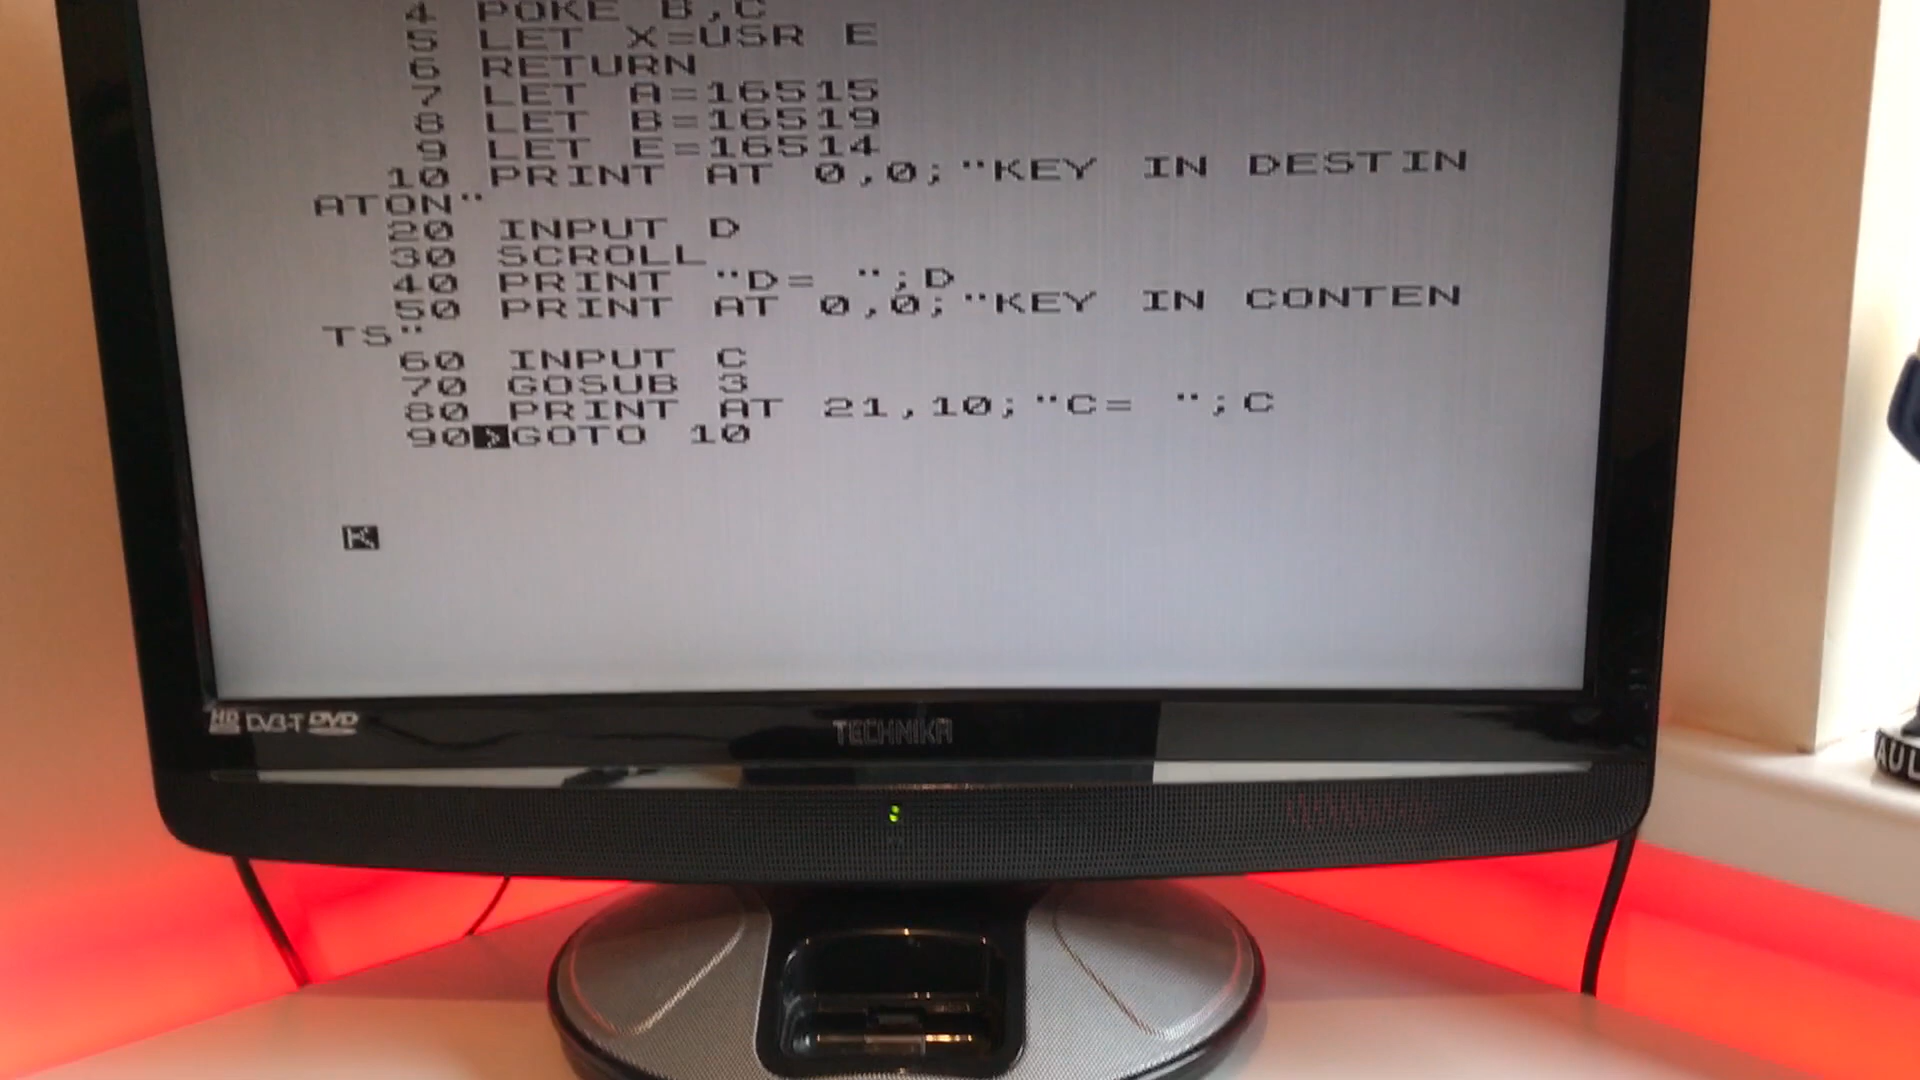 4 POKE B,C
5 LET X=USR E
6 RETURN
7 LET A=16515
8 LET B=16519
9 LET E=16514
10 PRINT AT 0,0;"KEY IN DESTIN
ATON"
20 INPUT D
30 SCROLL
40 PRINT "D= ";D
50 PRINT AT 0,0;"KEY IN CONTEN
TS"
60 INPUT C
70 GOSUB 3
80 PRINT AT 21,10;"C= ";C
90>GOTO 10
K
HD DVB-T DVD
TECHNIKA
AUL